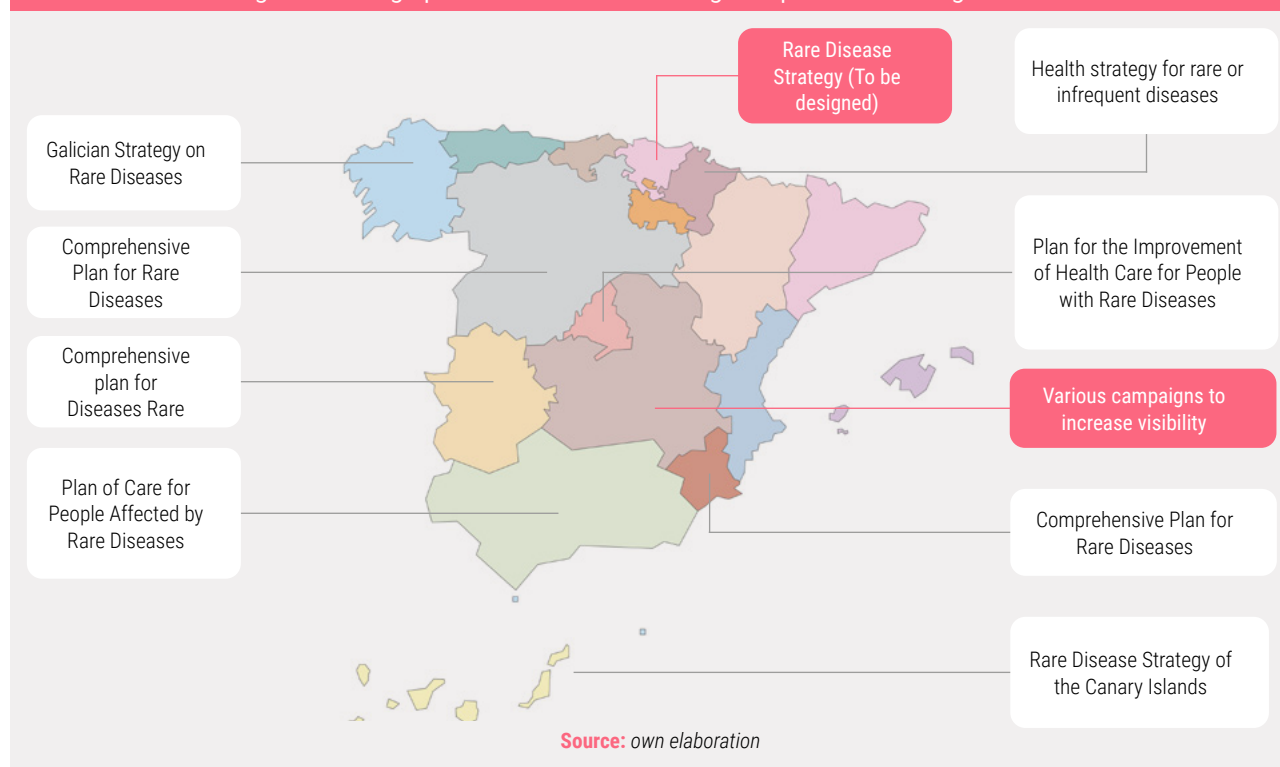 Rare Disease
Strategy (To be
designed)
Health strategy for rare or
infrequent diseases
Galician Strategy on
Rare Diseases
Comprehensive
Plan for Rare
Diseases
Plan for the Improvement
of Health Care for People
with Rare Diseases
Comprehensive
plan for
Diseases Rare
Various campaigns to
increase visibility
Plan of Care for
People Affected by
Rare Diseases
Comprehensive Plan for
Rare Diseases
Rare Disease Strategy of
the Canary Islands
Source: own elaboration